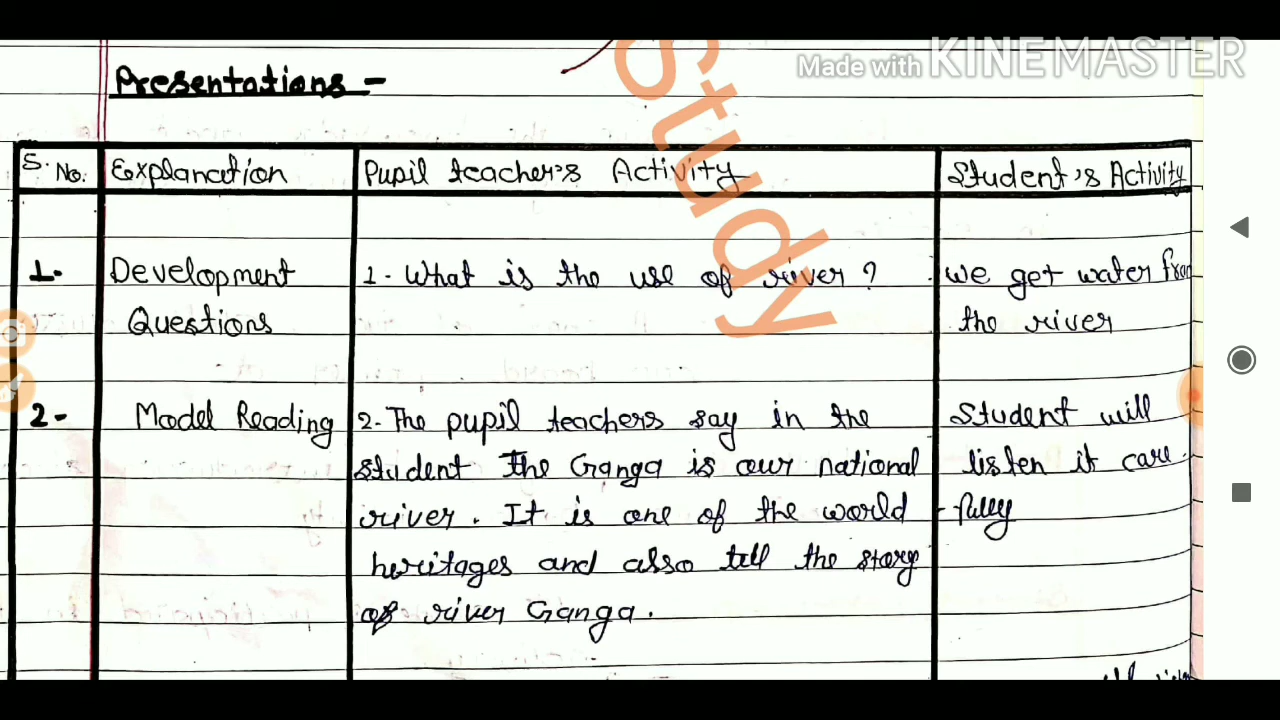 Made with KINEMASTER
Study
Presentations -
S. No. Explanation Pupil teacher's Activity Student's Activity
1. Development 1- What is the use of river? we get water from
Questions the river
2- Model Reading 2- The pupil teachers say in the Student will
student The Ganga is our national listen it care-
river. It is one of the world -fully
heritages and also tell the story
of river Ganga.